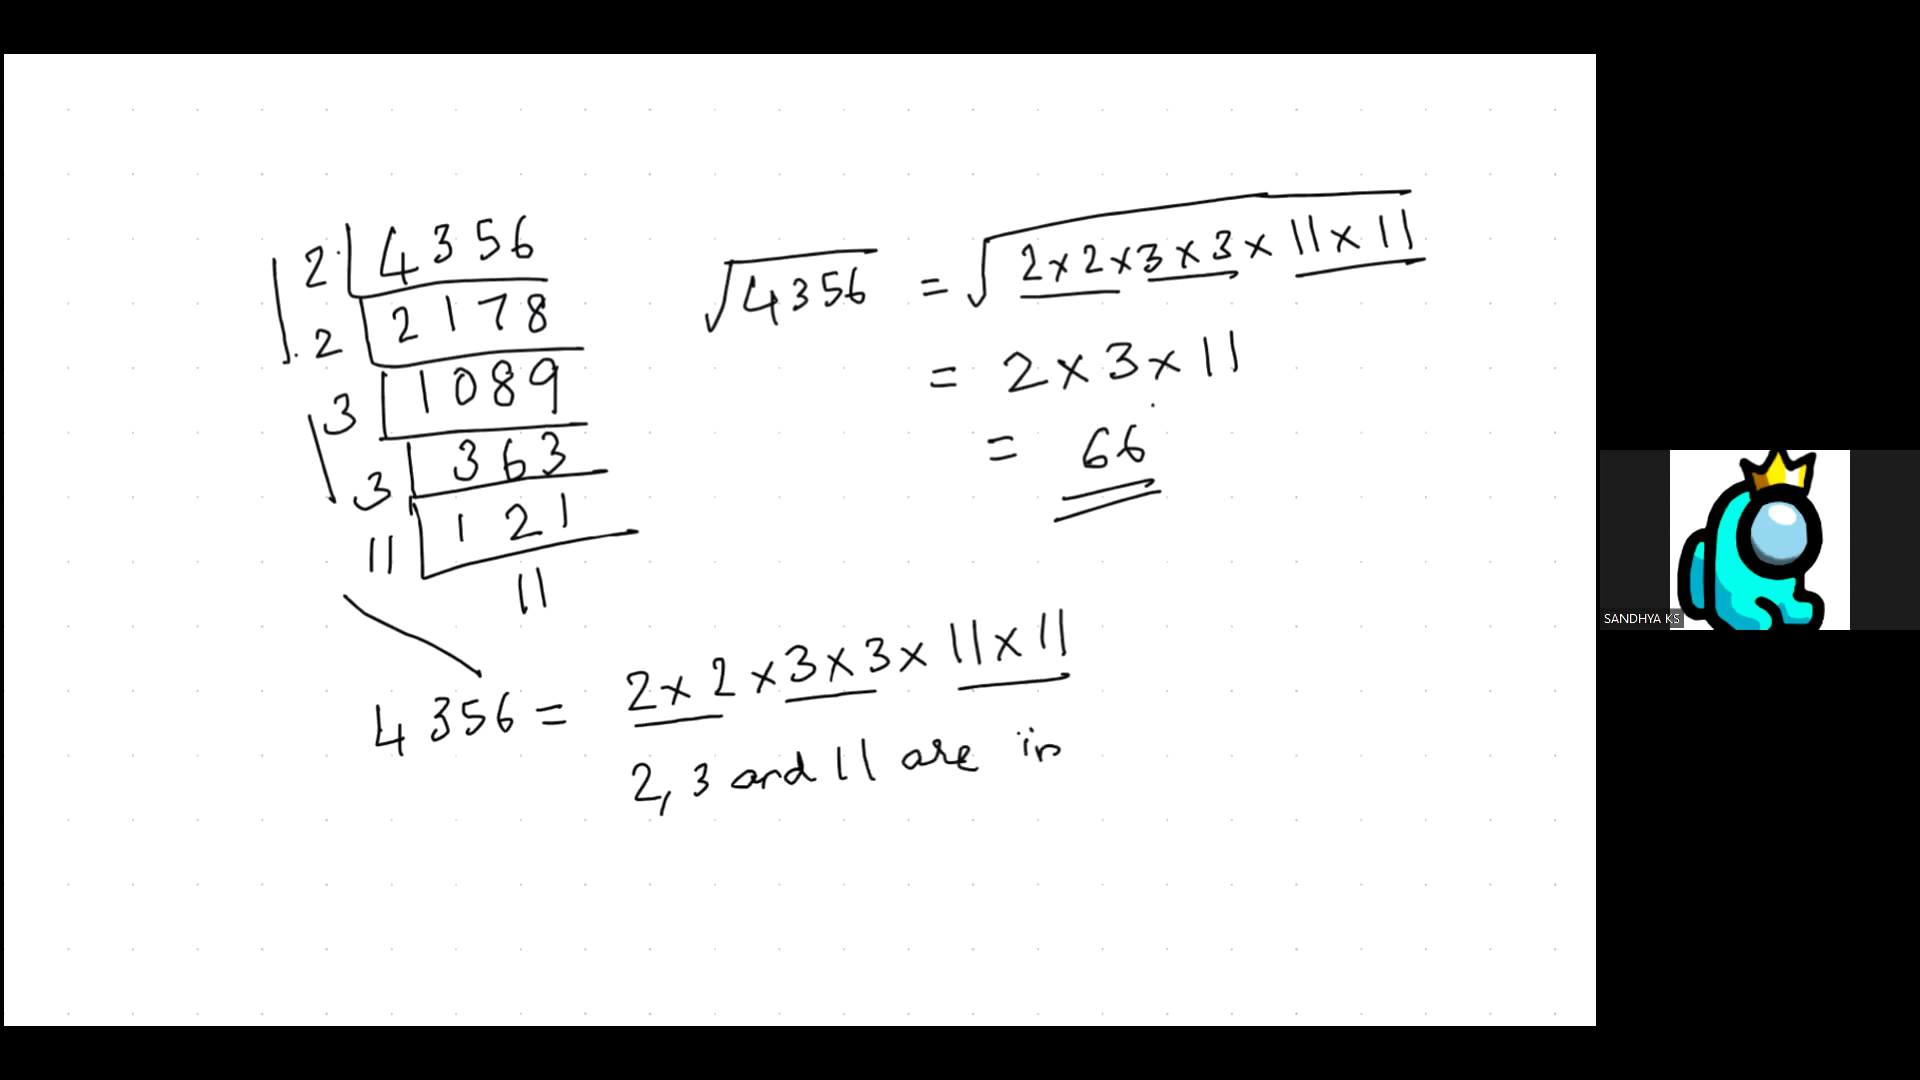 2 | 4356
2 | 2178
3 | 1089
3 | 363
11 | 121
11
√4356 = √2×2×3×3×11×11
= 2×3×11
= 66
4356 = 2×2×3×3×11×11
2, 3 and 11 are in
SANDHYA KS